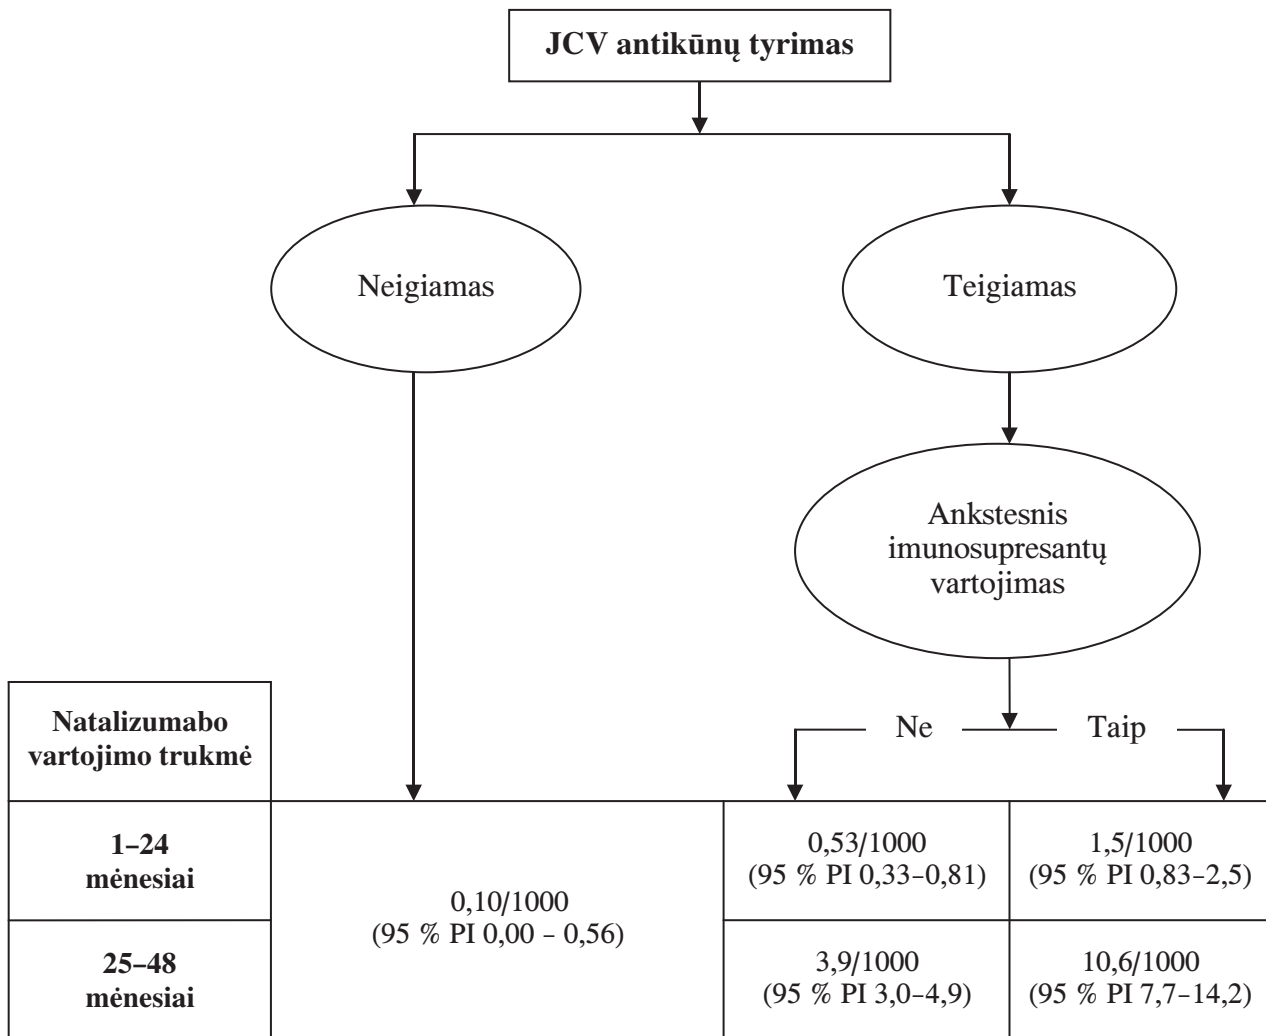 JCV antikūnų tyrimas
Neigiamas
Teigiamas
Ankstesnis
imunosupresantų
vartojimas
Natalizumabo
vartojimo trukmė
Ne
Taip
1–24
mėnesiai
0,10/1000
(95 % PI 0,00 – 0,56)
0,53/1000
(95 % PI 0,33–0,81)
1,5/1000
(95 % PI 0,83–2,5)
25–48
mėnesiai
3,9/1000
(95 % PI 3,0–4,9)
10,6/1000
(95 % PI 7,7–14,2)